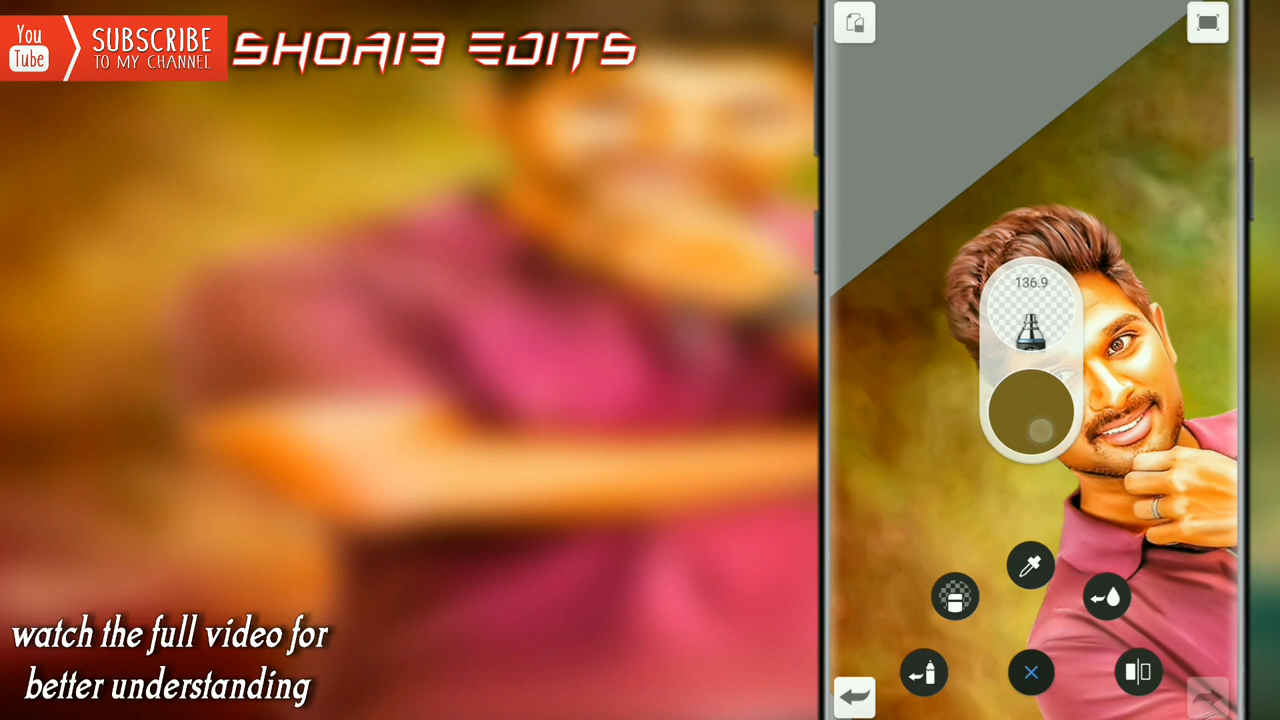 You
Tube
SUBSCRIBE
TO MY CHANNEL
SHOAIB EDITS
136.9
watch the full video for
better understanding